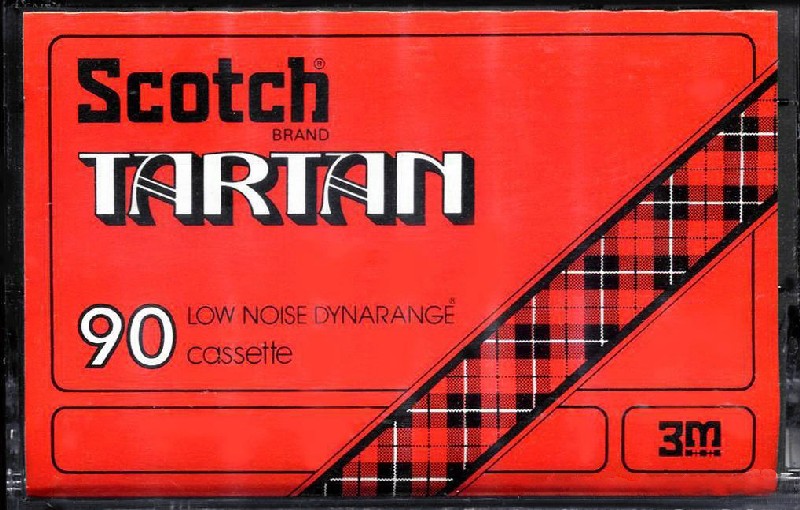 Scotch®
BRAND
TARTAN
90 LOW NOISE DYNARANGE®
cassette
3M